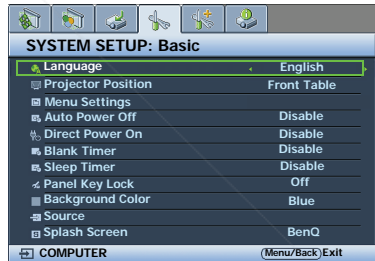 SYSTEM SETUP: Basic
Language English
Projector Position Front Table
Menu Settings
Auto Power Off Disable
Direct Power On Disable
Blank Timer Disable
Sleep Timer Disable
Panel Key Lock Off
Background Color Blue
Source
Splash Screen BenQ
COMPUTER Menu/Back Exit